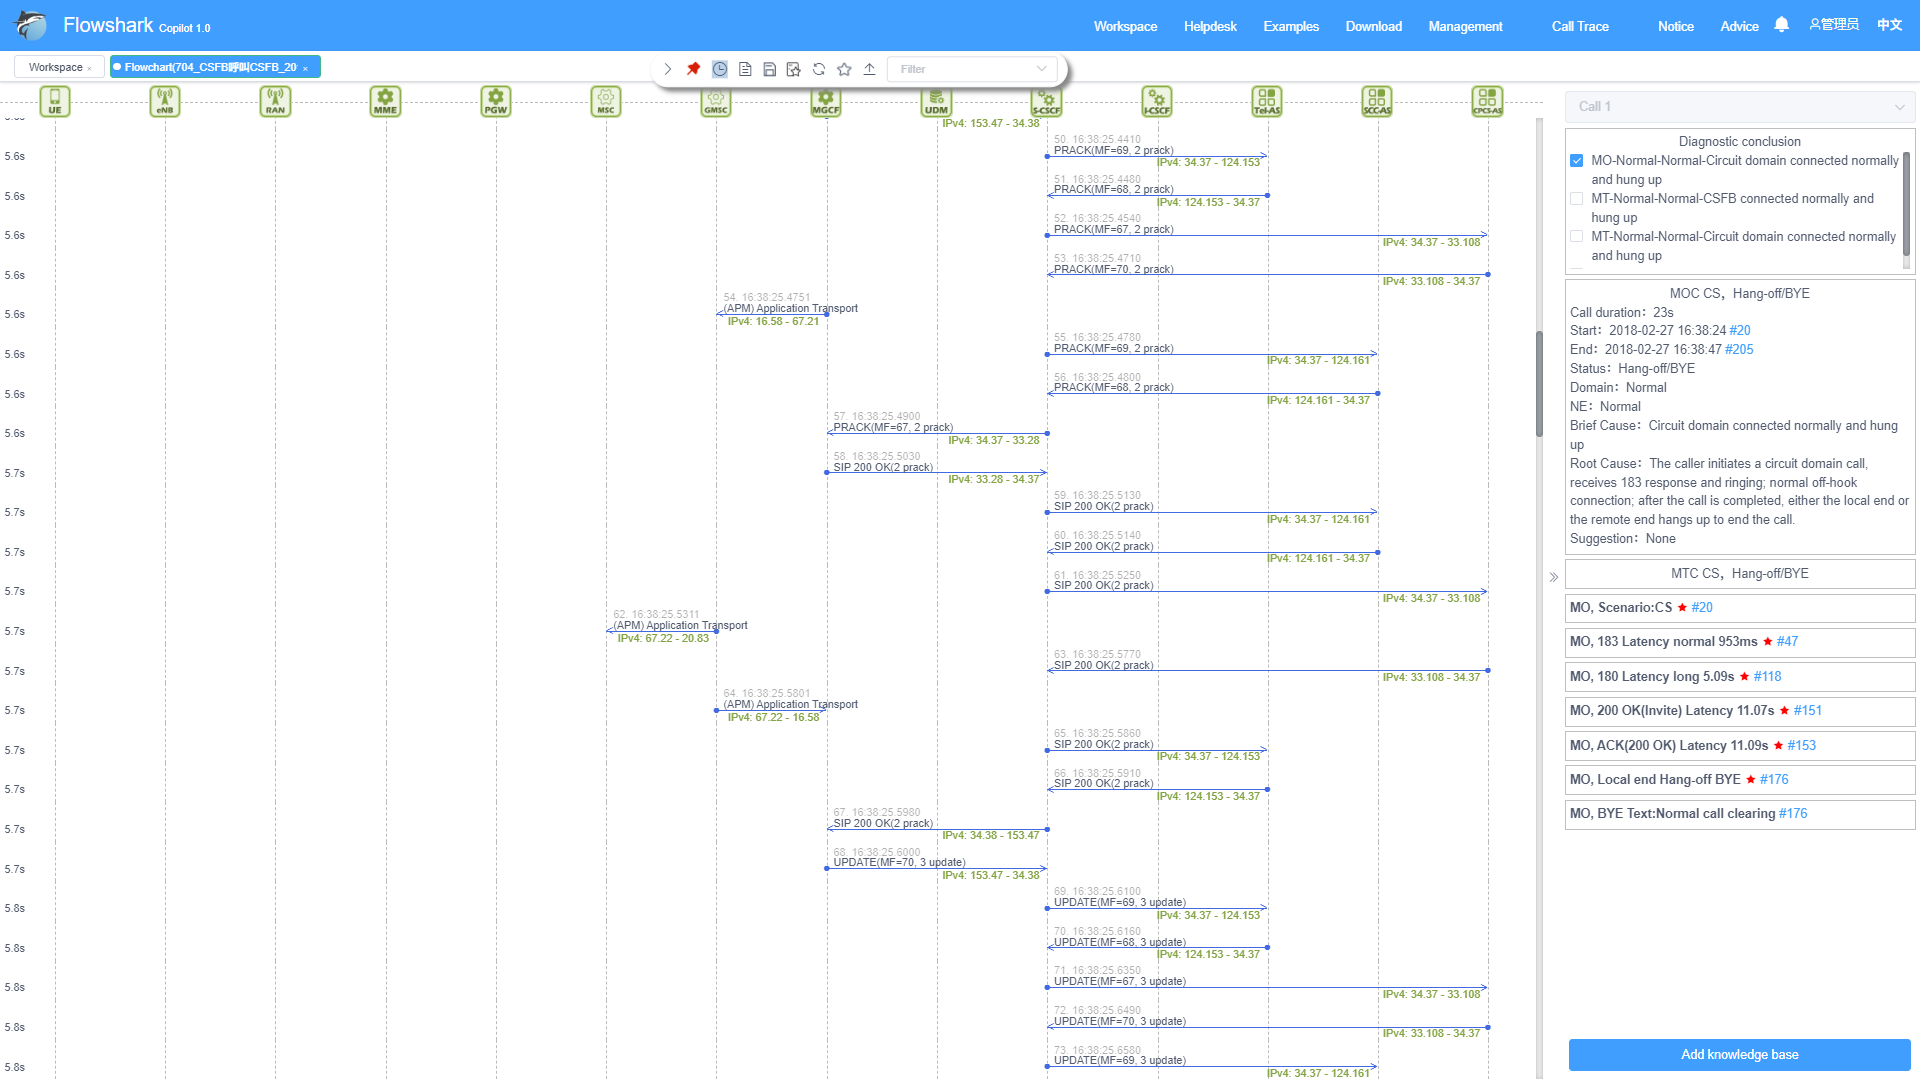 Flowshark Copilot 1.0
Workspace Helpdesk Examples Download Management Call Trace Notice Advice 管理员 中文
Workspace ×
Flowchart(704_CSFB呼叫CSFB_20 ×
Filter
UE eNB RAN MME PGW MSC GMSC MGCF UDM S-CSCF I-CSCF Tel-AS SCC-AS CPCS-AS
IPv4: 153.47 - 34.38
5.6s
50. 16:38:25.4410
PRACK(MF=69, 2 prack)
IPv4: 34.37 - 124.153
5.6s
51. 16:38:25.4480
PRACK(MF=68, 2 prack)
IPv4: 124.153 - 34.37
5.6s
52. 16:38:25.4540
PRACK(MF=67, 2 prack)
IPv4: 34.37 - 33.108
5.6s
53. 16:38:25.4710
PRACK(MF=70, 2 prack)
IPv4: 33.108 - 34.37
5.6s
54. 16:38:25.4751
(APM) Application Transport
IPv4: 16.58 - 67.21
5.6s
55. 16:38:25.4780
PRACK(MF=69, 2 prack)
IPv4: 34.37 - 124.161
5.6s
56. 16:38:25.4800
PRACK(MF=68, 2 prack)
IPv4: 124.161 - 34.37
5.6s
57. 16:38:25.4900
PRACK(MF=67, 2 prack)
IPv4: 34.37 - 33.28
5.7s
58. 16:38:25.5030
SIP 200 OK(2 prack)
IPv4: 33.28 - 34.37
5.7s
59. 16:38:25.5130
SIP 200 OK(2 prack)
IPv4: 34.37 - 124.161
5.7s
60. 16:38:25.5140
SIP 200 OK(2 prack)
IPv4: 124.161 - 34.37
5.7s
61. 16:38:25.5250
SIP 200 OK(2 prack)
IPv4: 34.37 - 33.108
5.7s
62. 16:38:25.5311
(APM) Application Transport
IPv4: 67.22 - 20.83
5.7s
63. 16:38:25.5770
SIP 200 OK(2 prack)
IPv4: 33.108 - 34.37
5.7s
64. 16:38:25.5801
(APM) Application Transport
IPv4: 67.22 - 16.58
5.7s
65. 16:38:25.5860
SIP 200 OK(2 prack)
IPv4: 34.37 - 124.153
5.7s
66. 16:38:25.5910
SIP 200 OK(2 prack)
IPv4: 124.153 - 34.37
5.7s
67. 16:38:25.5980
SIP 200 OK(2 prack)
IPv4: 34.38 - 153.47
5.7s
68. 16:38:25.6000
UPDATE(MF=70, 3 update)
IPv4: 153.47 - 34.38
5.8s
69. 16:38:25.6100
UPDATE(MF=69, 3 update)
IPv4: 34.37 - 124.153
5.8s
70. 16:38:25.6160
UPDATE(MF=68, 3 update)
IPv4: 124.153 - 34.37
5.8s
71. 16:38:25.6350
UPDATE(MF=67, 3 update)
IPv4: 34.37 - 33.108
5.8s
72. 16:38:25.6490
UPDATE(MF=70, 3 update)
IPv4: 33.108 - 34.37
5.8s
73. 16:38:25.6580
UPDATE(MF=69, 3 update)
IPv4: 34.37 - 124.161
Call 1
Diagnostic conclusion
MO-Normal-Normal-Circuit domain connected normally
and hung up
MT-Normal-Normal-CSFB connected normally and
hung up
MT-Normal-Normal-Circuit domain connected normally
and hung up
MOC CS，Hang-off/BYE
Call duration：23s
Start：2018-02-27 16:38:24 #20
End：2018-02-27 16:38:47 #205
Status：Hang-off/BYE
Domain：Normal
NE：Normal
Brief Cause：Circuit domain connected normally and hung
up
Root Cause：The caller initiates a circuit domain call,
receives 183 response and ringing; normal off-hook
connection; after the call is completed, either the local end or
the remote end hangs up to end the call.
Suggestion：None
MTC CS，Hang-off/BYE
MO, Scenario:CS ★ #20
MO, 183 Latency normal 953ms ★ #47
MO, 180 Latency long 5.09s ★ #118
MO, 200 OK(Invite) Latency 11.07s ★ #151
MO, ACK(200 OK) Latency 11.09s ★ #153
MO, Local end Hang-off BYE ★ #176
MO, BYE Text:Normal call clearing #176
Add knowledge base